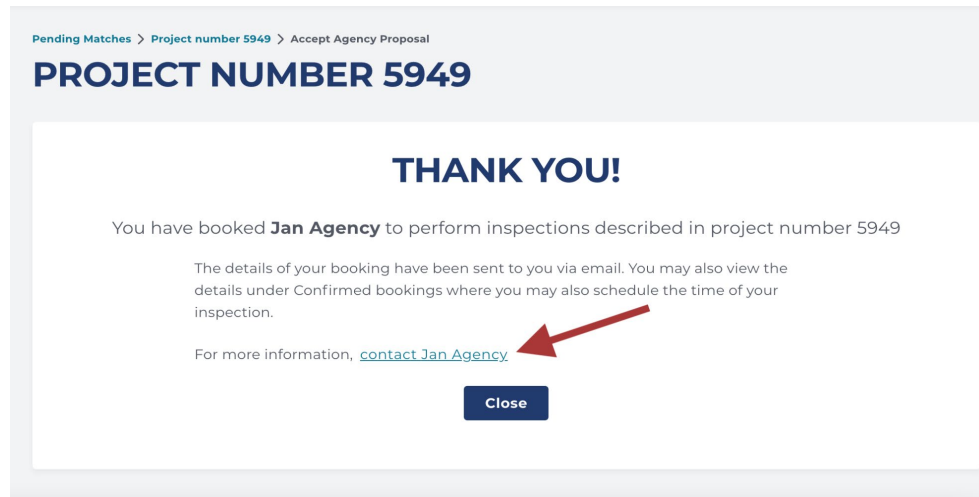 Pending Matches > Project number 5949 > Accept Agency Proposal
PROJECT NUMBER 5949
THANK YOU!
You have booked Jan Agency to perform inspections described in project number 5949
The details of your booking have been sent to you via email. You may also view the
details under Confirmed bookings where you may also schedule the time of your
inspection.
For more information, contact Jan Agency
Close